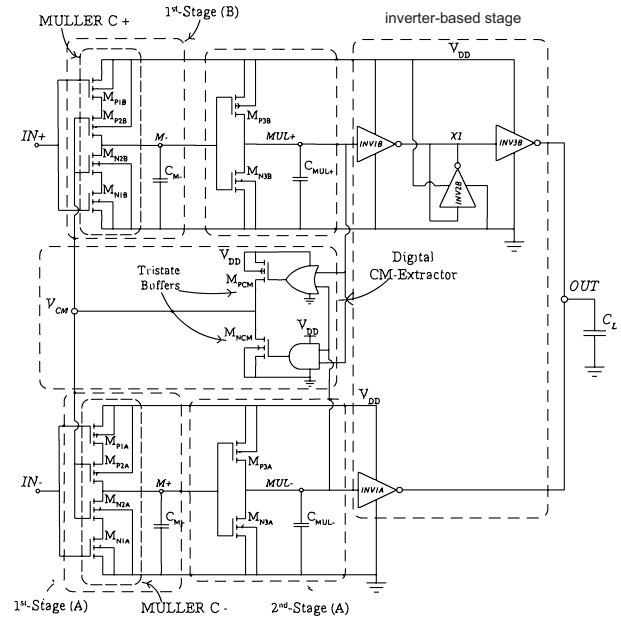 MULLER C +
1st-Stage (B)
inverter-based stage
VDD
MP1B
MP2B
MP3B
IN+
M-
MUL+
INV1B
X1
INV3B
MN2B
CM-
MN3B
CMUL+
INV2B
MN1B
VDD
Digital
CM-Extractor
Tristate
Buffers
MPCM
OUT
VCM
MNCM
VDD
CL
VDD
MP1A
MP2A
MP3A
IN-
M+
MUL-
INV1A
MN2A
CM+
MN3A
CMUL-
MN1A
1st-Stage (A)
MULLER C -
2nd-Stage (A)